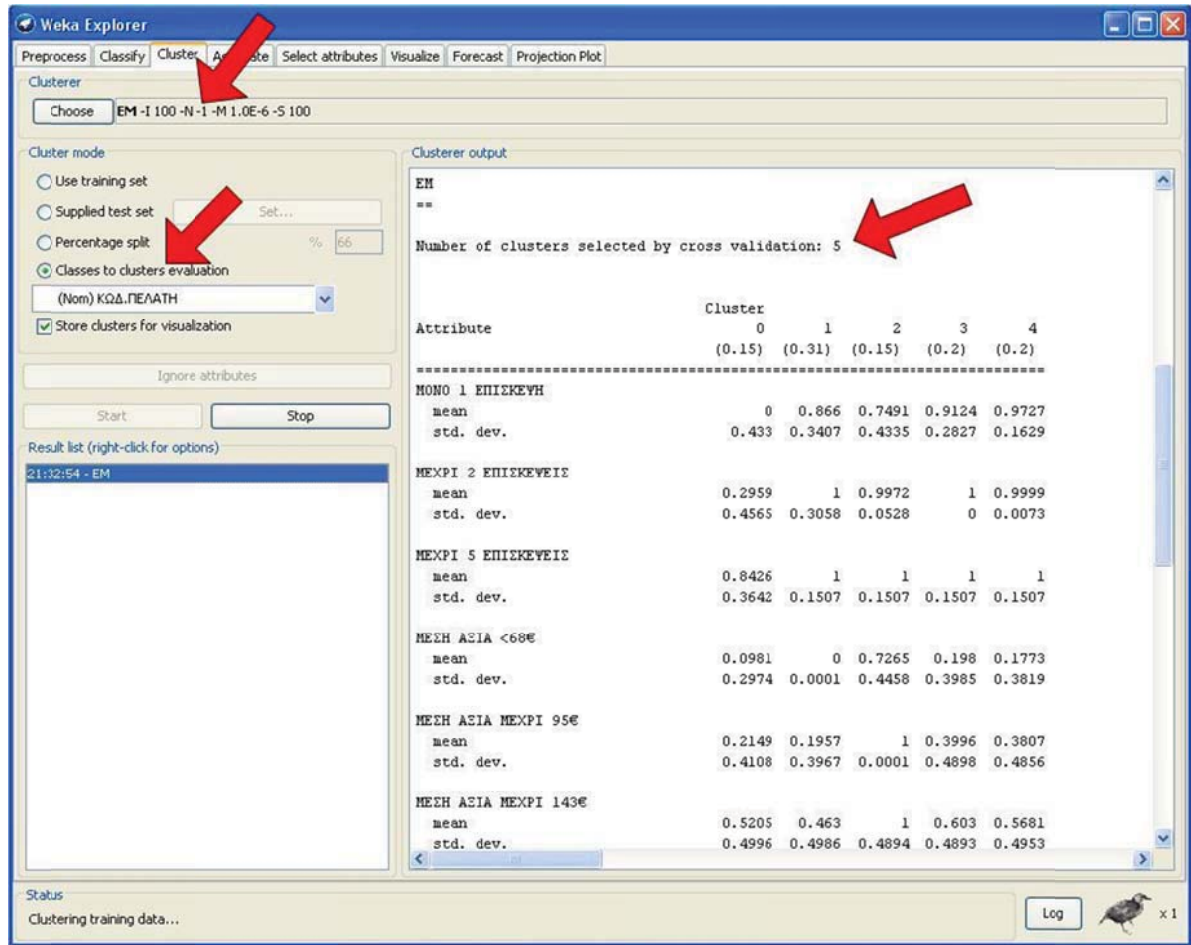 Weka Explorer
Preprocess Classify Cluster Select attributes Visualize Forecast Projection Plot
Clusterer
Choose EM -I 100 -N -1 -M 1.0E-6 -S 100
Cluster mode
Use training set
Supplied test set Set...
Percentage split % 66
Classes to clusters evaluation
(Nom) ΚΩΔ.ΠΕΛΑΤΗ
Store clusters for visualization
Ignore attributes
Start Stop
Result list (right-click for options)
21:32:54 - EM
Clusterer output
EM
==
Number of clusters selected by cross validation: 5
Cluster
Attribute 0 1 2 3 4
(0.15) (0.31) (0.15) (0.2) (0.2)
======================================================================
ΜΟΝΟ 1 ΕΠΙΣΚΕΨΗ
mean 0 0.866 0.7491 0.9124 0.9727
std. dev. 0.433 0.3407 0.4335 0.2827 0.1629
ΜΕΧΡΙ 2 ΕΠΙΣΚΕΨΕΙΣ
mean 0.2959 1 0.9972 1 0.9999
std. dev. 0.4565 0.3058 0.0528 0 0.0073
ΜΕΧΡΙ 5 ΕΠΙΣΚΕΨΕΙΣ
mean 0.8426 1 1 1 1
std. dev. 0.3642 0.1507 0.1507 0.1507 0.1507
ΜΕΣΗ ΑΞΙΑ <68€
mean 0.0981 0 0.7265 0.198 0.1773
std. dev. 0.2974 0.0001 0.4458 0.3985 0.3819
ΜΕΣΗ ΑΞΙΑ ΜΕΧΡΙ 95€
mean 0.2149 0.1957 1 0.3996 0.3807
std. dev. 0.4108 0.3967 0.0001 0.4898 0.4856
ΜΕΣΗ ΑΞΙΑ ΜΕΧΡΙ 143€
mean 0.5205 0.463 1 0.603 0.5681
std. dev. 0.4996 0.4986 0.4894 0.4893 0.4953
Status
Clustering training data...
Log x 1